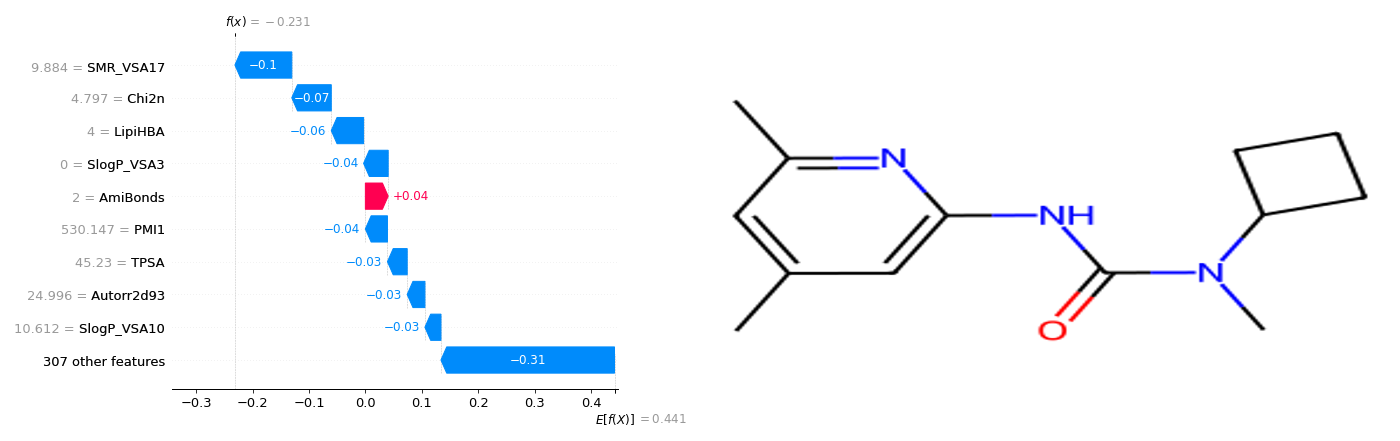 f(x) = −0.231
9.884 = SMR_VSA17
−0.1
4.797 = Chi2n
−0.07
4 = LipiHBA
−0.06
0 = SlogP_VSA3
−0.04
2 = AmiBonds
+0.04
530.147 = PMI1
−0.04
45.23 = TPSA
−0.03
24.996 = Autorr2d93
−0.03
10.612 = SlogP_VSA10
−0.03
307 other features
−0.31
−0.3 −0.2 −0.1 0.0 0.1 0.2 0.3 0.4
E[f(X)] = 0.441
N
NH
N
O